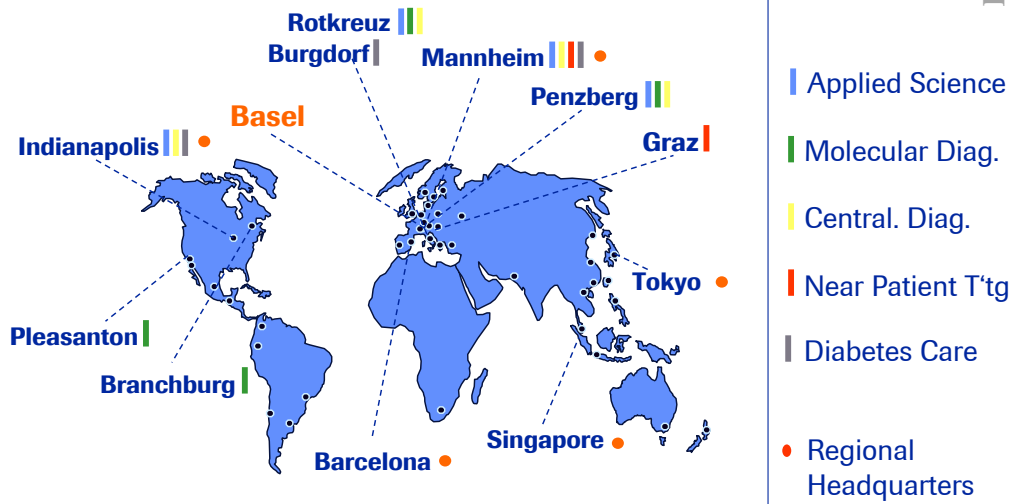 Rotkreuz
Burgdorf
Mannheim
Penzberg
Basel
Graz
Indianapolis
Tokyo
Pleasanton
Branchburg
Singapore
Barcelona
Applied Science
Molecular Diag.
Central. Diag.
Near Patient T‘tg
Diabetes Care
Regional
Headquarters